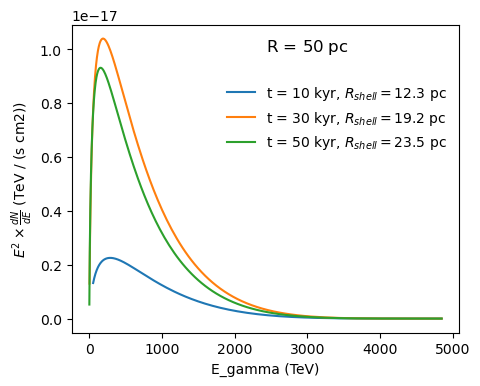 1e−17
R = 50 pc
t = 10 kyr, R_shell = 12.3 pc
t = 30 kyr, R_shell = 19.2 pc
t = 50 kyr, R_shell = 23.5 pc
E² × dN/dE (TeV / (s cm2))
1.0
0.8
0.6
0.4
0.2
0.0
0 1000 2000 3000 4000 5000
E_gamma (TeV)